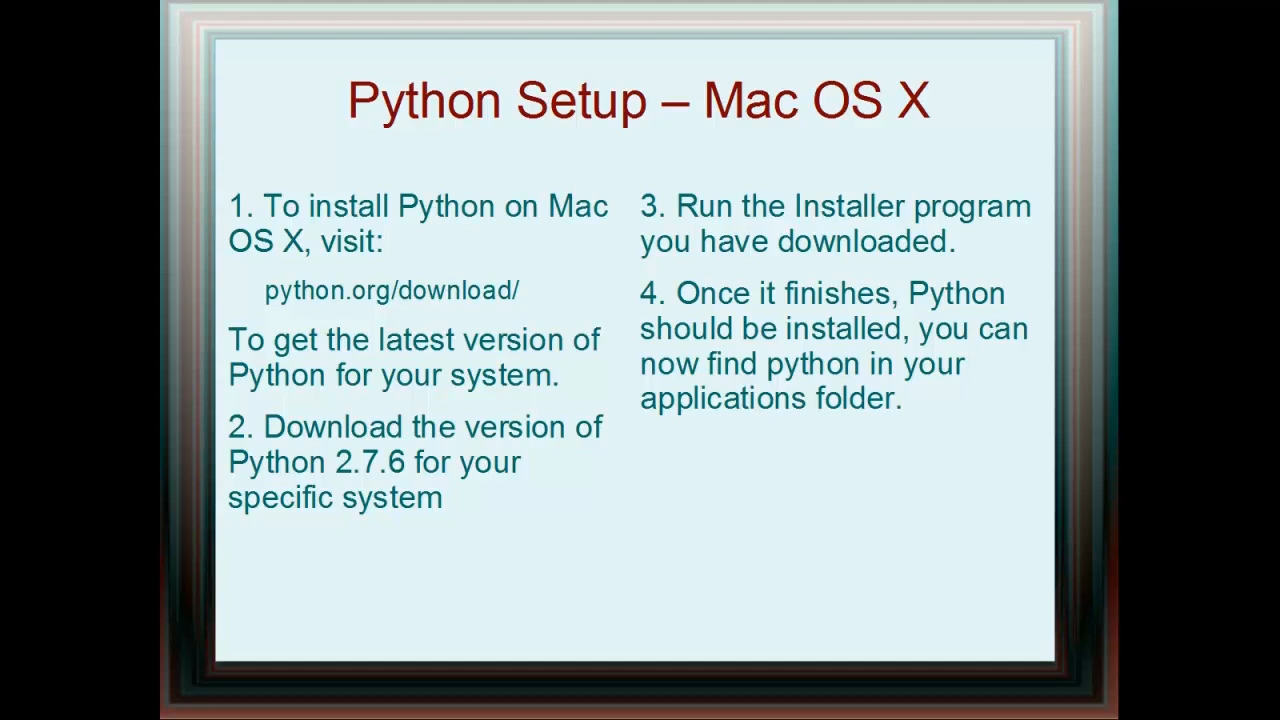 Python Setup – Mac OS X
1. To install Python on Mac
OS X, visit:
python.org/download/
To get the latest version of
Python for your system.
2. Download the version of
Python 2.7.6 for your
specific system
3. Run the Installer program
you have downloaded.
4. Once it finishes, Python
should be installed, you can
now find python in your
applications folder.